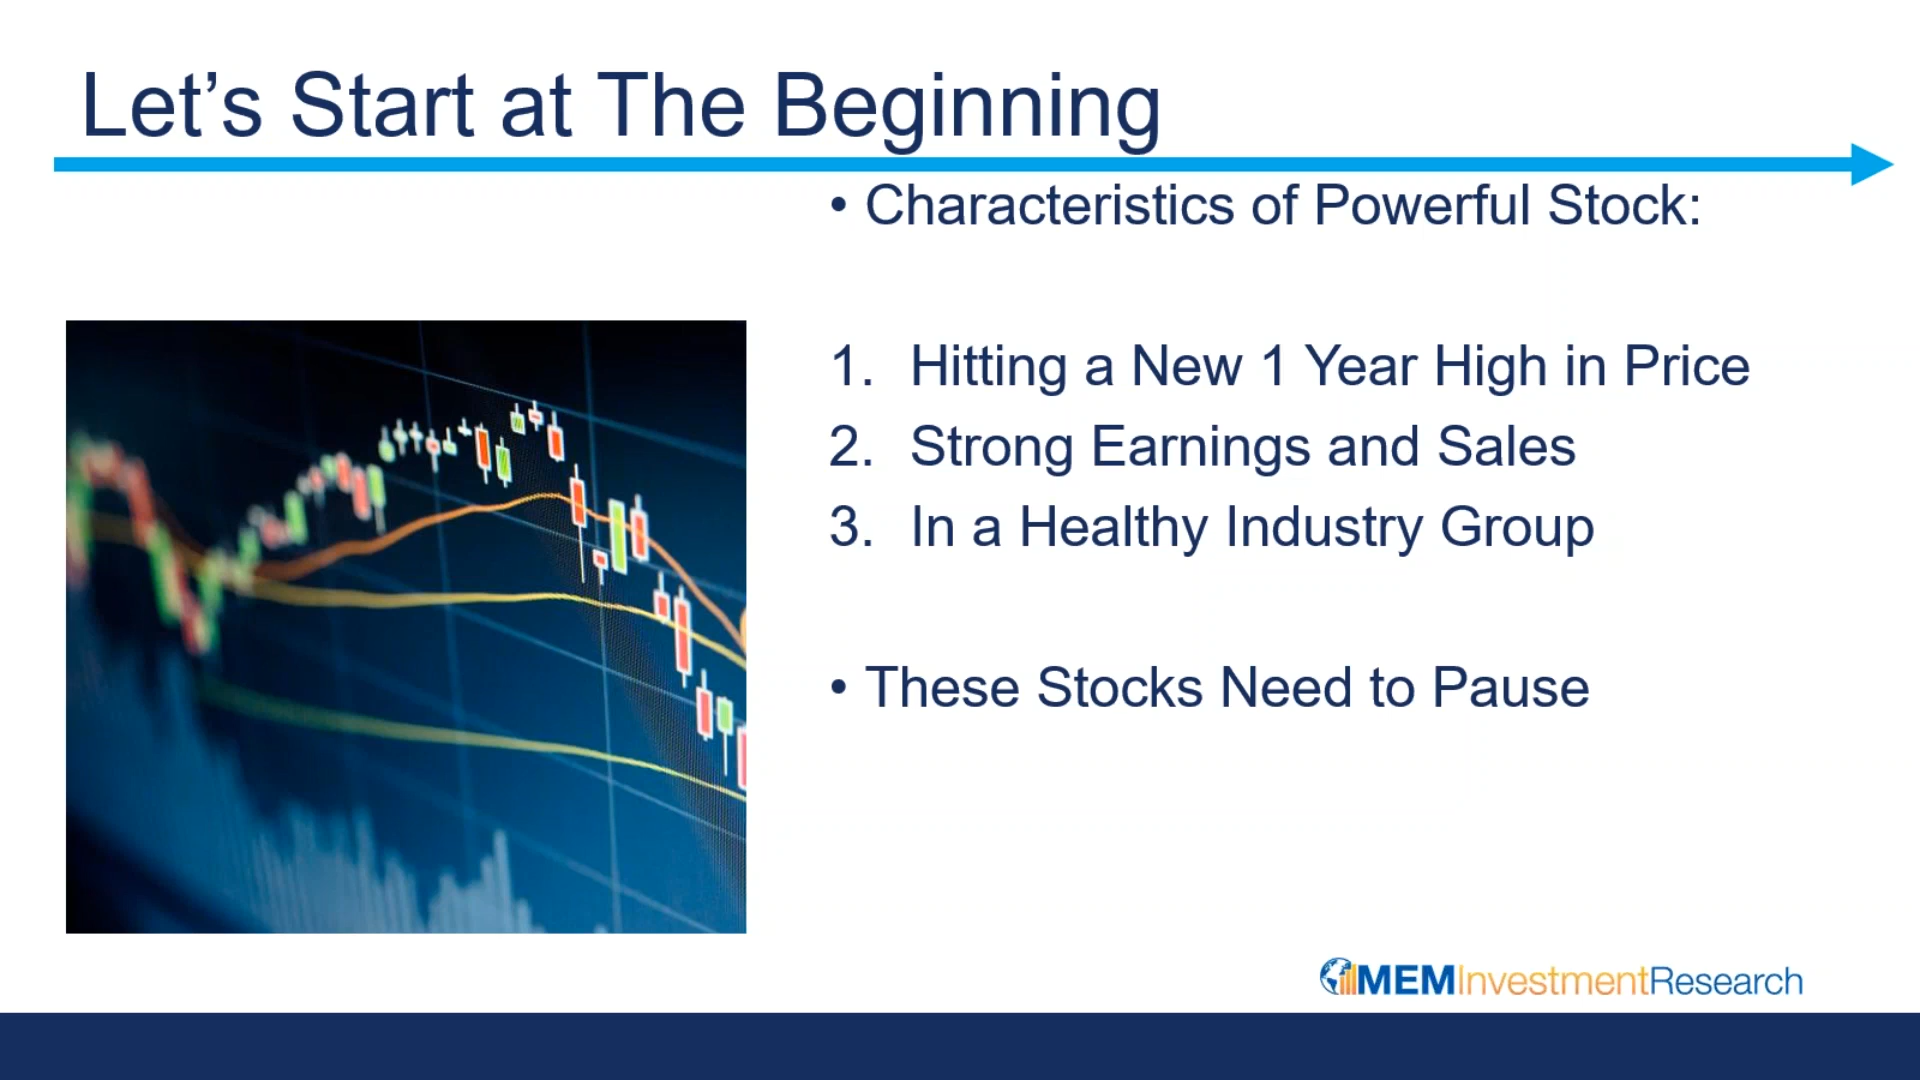 Let’s Start at The Beginning
• Characteristics of Powerful Stock:
1. Hitting a New 1 Year High in Price
2. Strong Earnings and Sales
3. In a Healthy Industry Group
• These Stocks Need to Pause
MEMInvestmentResearch